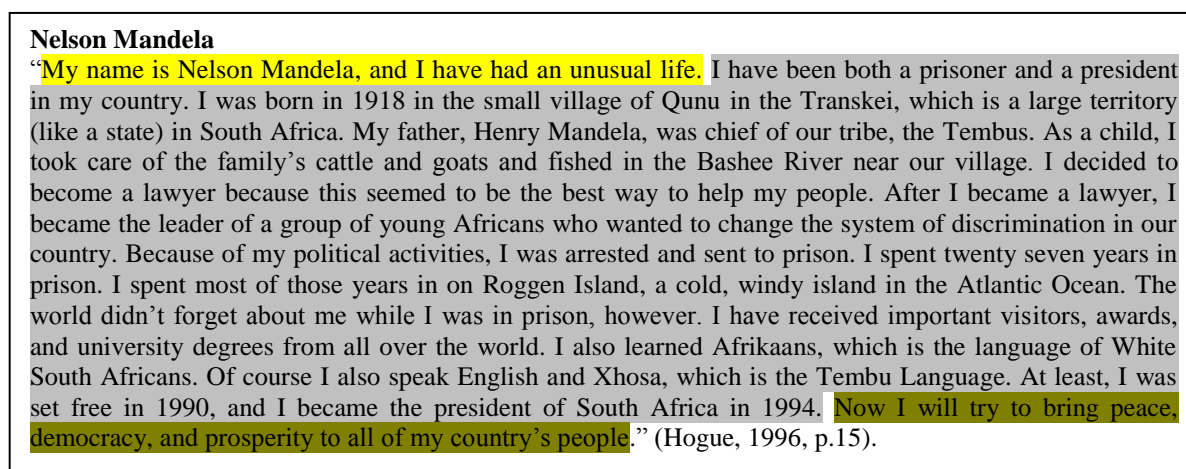 Nelson Mandela
“My name is Nelson Mandela, and I have had an unusual life. I have been both a prisoner and a president
in my country. I was born in 1918 in the small village of Qunu in the Transkei, which is a large territory
(like a state) in South Africa. My father, Henry Mandela, was chief of our tribe, the Tembus. As a child, I
took care of the family’s cattle and goats and fished in the Bashee River near our village. I decided to
become a lawyer because this seemed to be the best way to help my people. After I became a lawyer, I
became the leader of a group of young Africans who wanted to change the system of discrimination in our
country. Because of my political activities, I was arrested and sent to prison. I spent twenty seven years in
prison. I spent most of those years in on Roggen Island, a cold, windy island in the Atlantic Ocean. The
world didn’t forget about me while I was in prison, however. I have received important visitors, awards,
and university degrees from all over the world. I also learned Afrikaans, which is the language of White
South Africans. Of course I also speak English and Xhosa, which is the Tembu Language. At least, I was
set free in 1990, and I became the president of South Africa in 1994. Now I will try to bring peace,
democracy, and prosperity to all of my country’s people.” (Hogue, 1996, p.15).